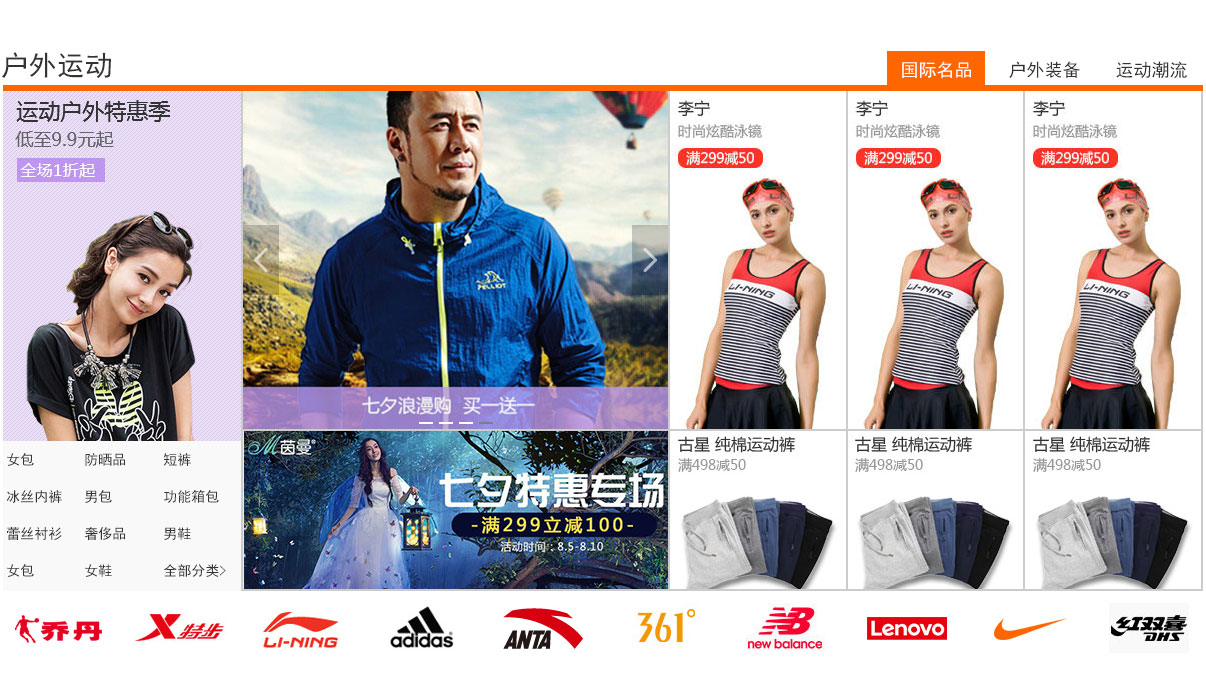 户外运动
国际名品
户外装备
运动潮流
运动户外特惠季
低至9.9元起
全场1折起
PELLIOT
七夕浪漫购 买一送一
李宁
时尚炫酷泳镜
满299减50
LI-NING
李宁
时尚炫酷泳镜
满299减50
LI-NING
李宁
时尚炫酷泳镜
满299减50
LI-NING
女包 防晒品 短裤
冰丝内裤 男包 功能箱包
蕾丝衬衫 奢侈品 男鞋
女包 女鞋 全部分类>
茵曼®
七夕特惠专场
-满299立减100-
活动时间：8.5-8.10
古星 纯棉运动裤
满498减50
古星 纯棉运动裤
满498减50
古星 纯棉运动裤
满498减50
乔丹
特步
LI-NING
adidas
ANTA
361°
new balance
Lenovo
红双喜
DHS